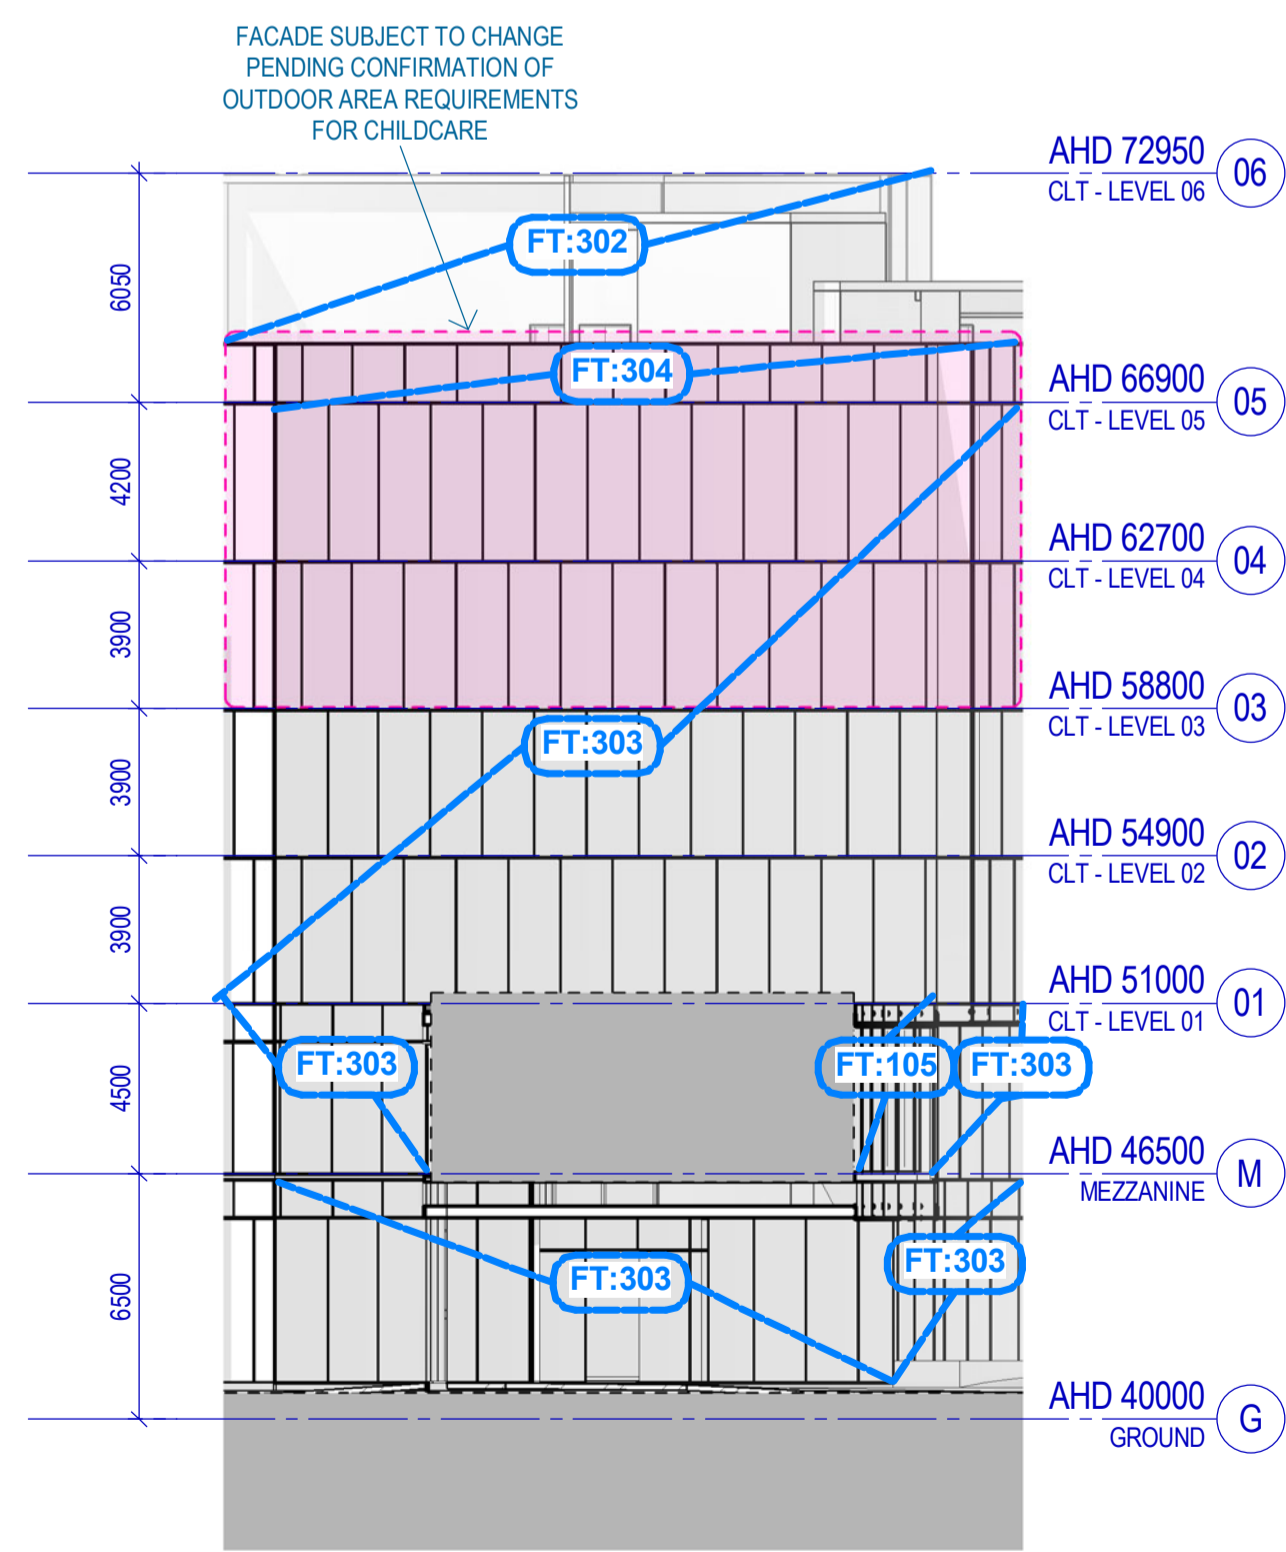 FACADE SUBJECT TO CHANGE
PENDING CONFIRMATION OF
OUTDOOR AREA REQUIREMENTS
FOR CHILDCARE
AHD 72950
CLT - LEVEL 06
06
FT:302
6050
FT:304
AHD 66900
CLT - LEVEL 05
05
4200
AHD 62700
CLT - LEVEL 04
04
3900
AHD 58800
CLT - LEVEL 03
03
FT:303
3900
AHD 54900
CLT - LEVEL 02
02
3900
AHD 51000
CLT - LEVEL 01
01
FT:303
FT:105
FT:303
4500
AHD 46500
MEZZANINE
M
FT:303
FT:303
6500
AHD 40000
GROUND
G